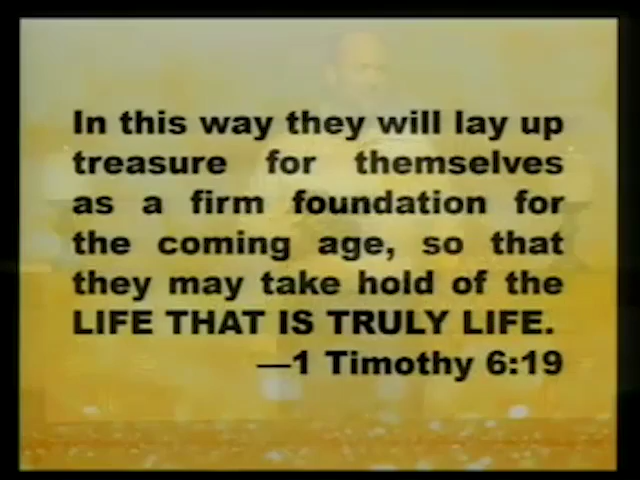 In this way they will lay up
treasure for themselves
as a firm foundation for
the coming age, so that
they may take hold of the
LIFE THAT IS TRULY LIFE.
—1 Timothy 6:19